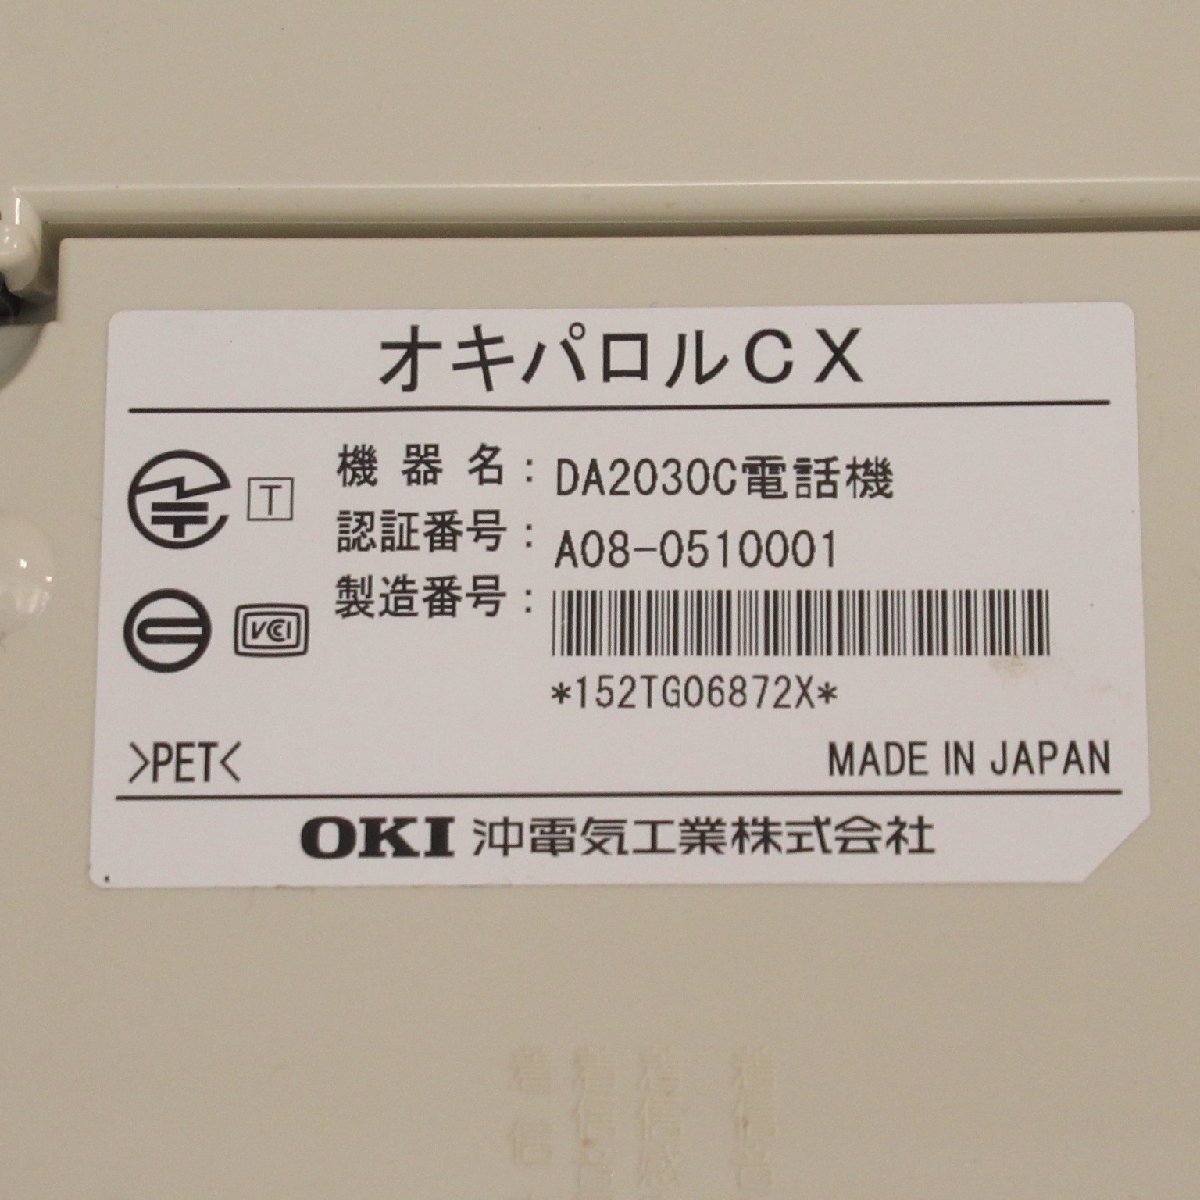 オキパロルCX
T
機器名：DA2030C電話機
認証番号：A08-0510001
製造番号：
VCCI
*152TG06872X*
>PET<
MADE IN JAPAN
OKI 沖電気工業株式会社